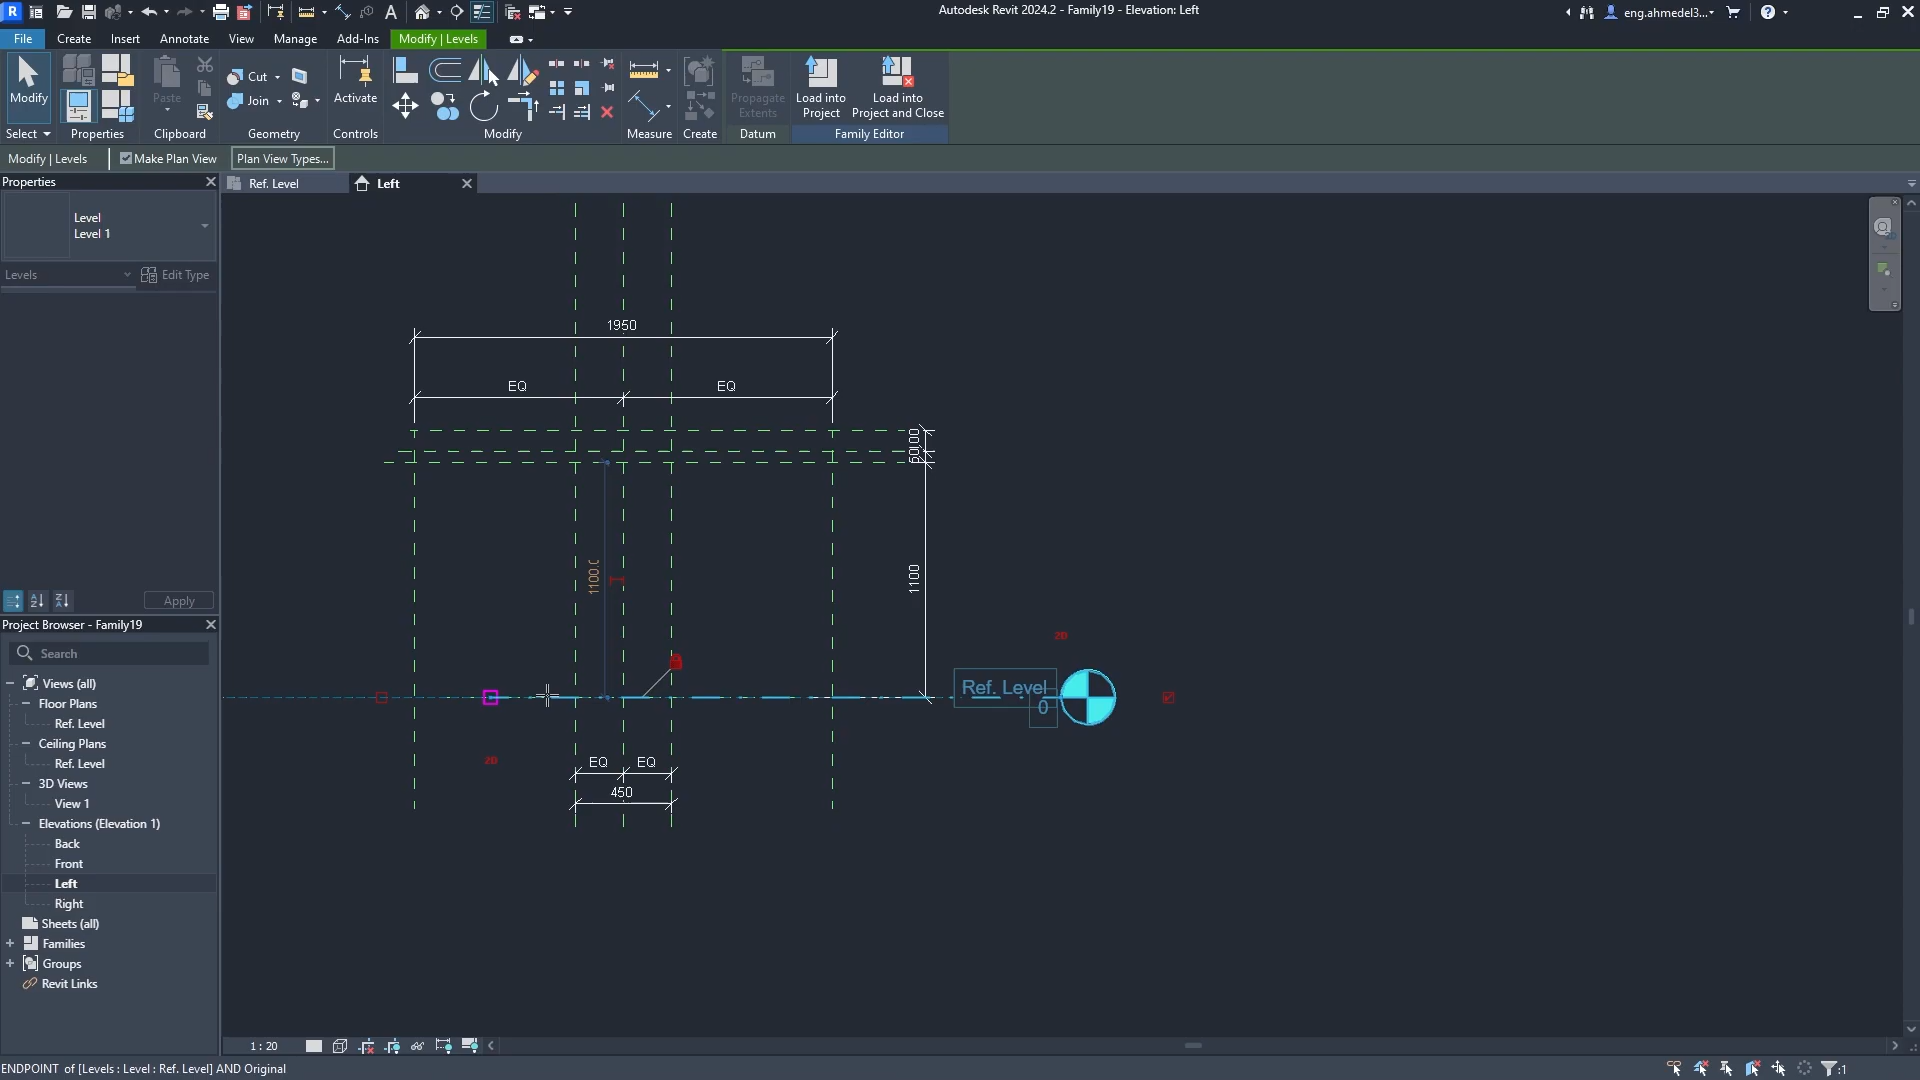 Autodesk Revit 2024.2 - Family19 - Elevation: Left
eng.ahmedel3...
File Create Insert Annotate View Manage Add-Ins Modify | Levels
Modify
Paste
Cut
Join
Activate
Propagate Extents
Load into Project
Load into Project and Close
Select Properties Clipboard Geometry Controls Modify Measure Create Datum Family Editor
Modify | Levels Make Plan View Plan View Types...
Properties
Ref. Level
Left
Level
Level 1
Levels
Edit Type
Apply
Project Browser - Family19
Search
Views (all)
Floor Plans
Ref. Level
Ceiling Plans
Ref. Level
3D Views
View 1
Elevations (Elevation 1)
Back
Front
Left
Right
Sheets (all)
Families
Groups
Revit Links
1950
EQ EQ
1100
2D
Ref. Level
0
2D
EQ EQ
450
1 : 20
ENDPOINT of [Levels : Level : Ref. Level] AND Original
:1